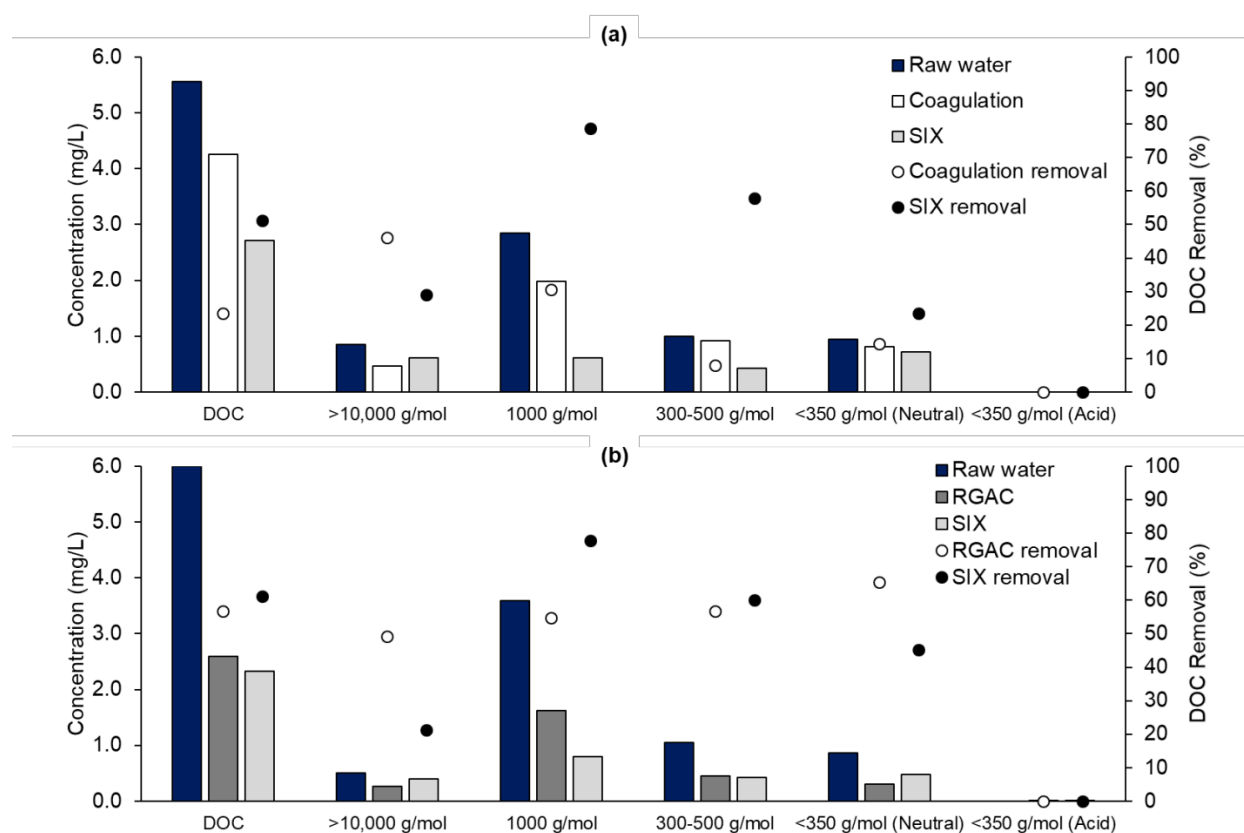 (a)
6.0
5.0
4.0
3.0
2.0
1.0
0.0
Concentration (mg/L)
100
90
80
70
60
50
40
30
20
10
0
DOC Removal (%)
Raw water
Coagulation
SIX
Coagulation removal
SIX removal
DOC
>10,000 g/mol
1000 g/mol
300-500 g/mol
<350 g/mol (Neutral)
<350 g/mol (Acid)
(b)
6.0
5.0
4.0
3.0
2.0
1.0
0.0
Concentration (mg/L)
100
90
80
70
60
50
40
30
20
10
0
DOC Removal (%)
Raw water
RGAC
SIX
RGAC removal
SIX removal
DOC
>10,000 g/mol
1000 g/mol
300-500 g/mol
<350 g/mol (Neutral)
<350 g/mol (Acid)